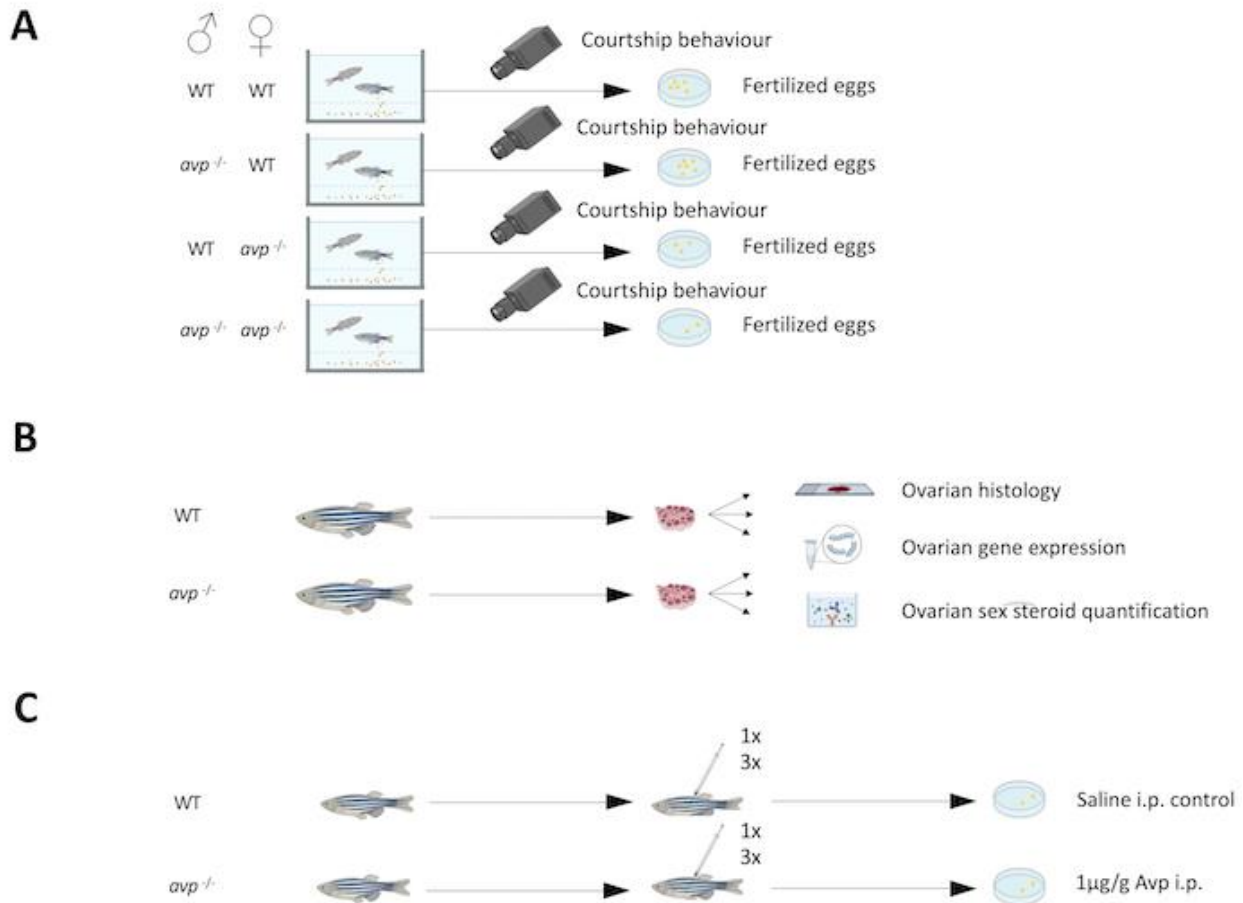 A
♂ ♀
Courtship behaviour
WT WT
Fertilized eggs
Courtship behaviour
avp -/- WT
Fertilized eggs
Courtship behaviour
WT avp -/-
Fertilized eggs
Courtship behaviour
avp -/- avp -/-
Fertilized eggs
B
Ovarian histology
WT
Ovarian gene expression
avp -/-
Ovarian sex steroid quantification
C
1x
3x
WT
Saline i.p. control
1x
3x
avp -/-
1µg/g Avp i.p.